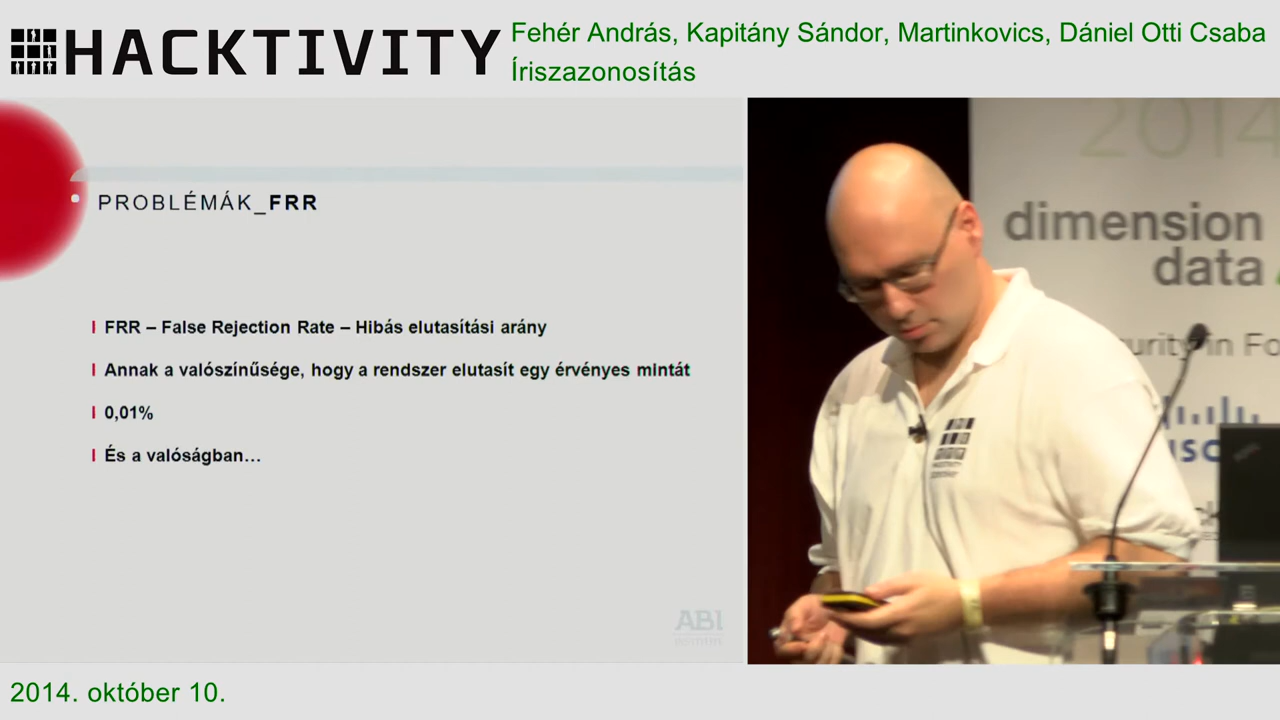 HACKTIVITY
Fehér András, Kapitány Sándor, Martinkovics, Dániel Otti Csaba
Íriszazonosítás
PROBLÉMÁK_FRR
FRR – False Rejection Rate – Hibás elutasítási arány
Annak a valószínűsége, hogy a rendszer elutasít egy érvényes mintát
0,01%
És a valóságban…
ABI
2014
dimension
data
2014. október 10.